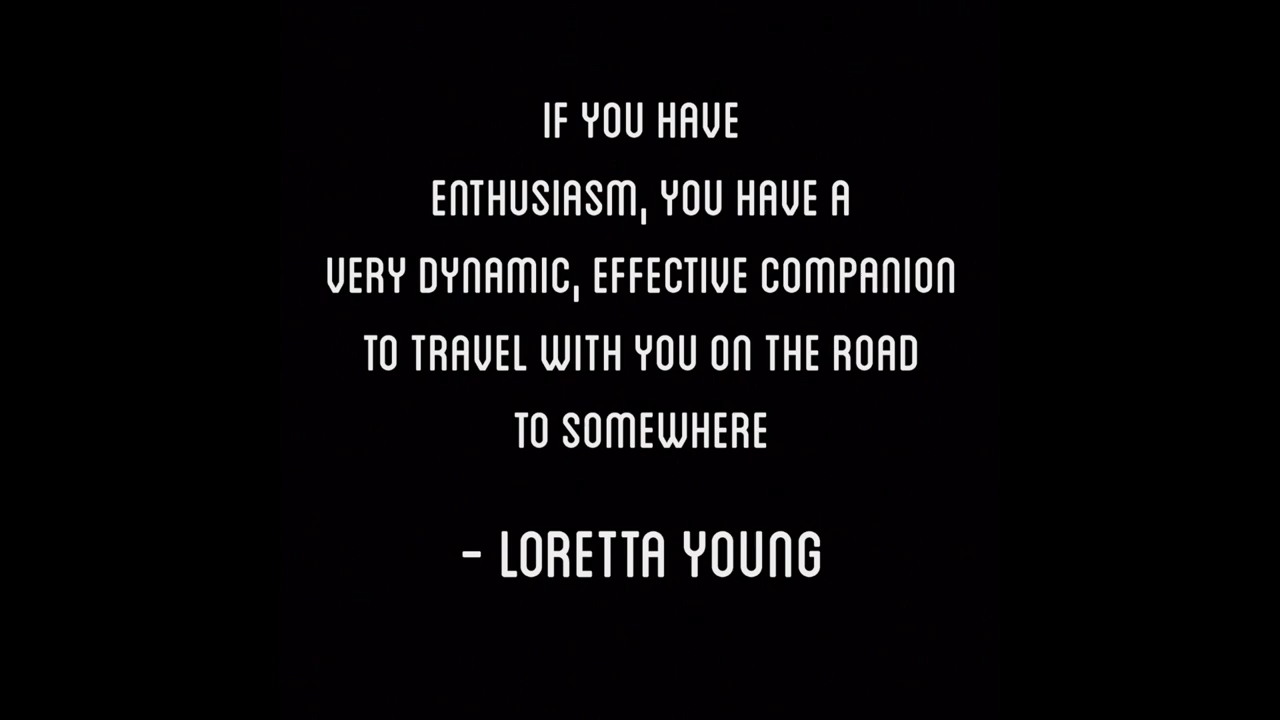 IF YOU HAVE
ENTHUSIASM, YOU HAVE A
VERY DYNAMIC, EFFECTIVE COMPANION
TO TRAVEL WITH YOU ON THE ROAD
TO SOMEWHERE
- LORETTA YOUNG